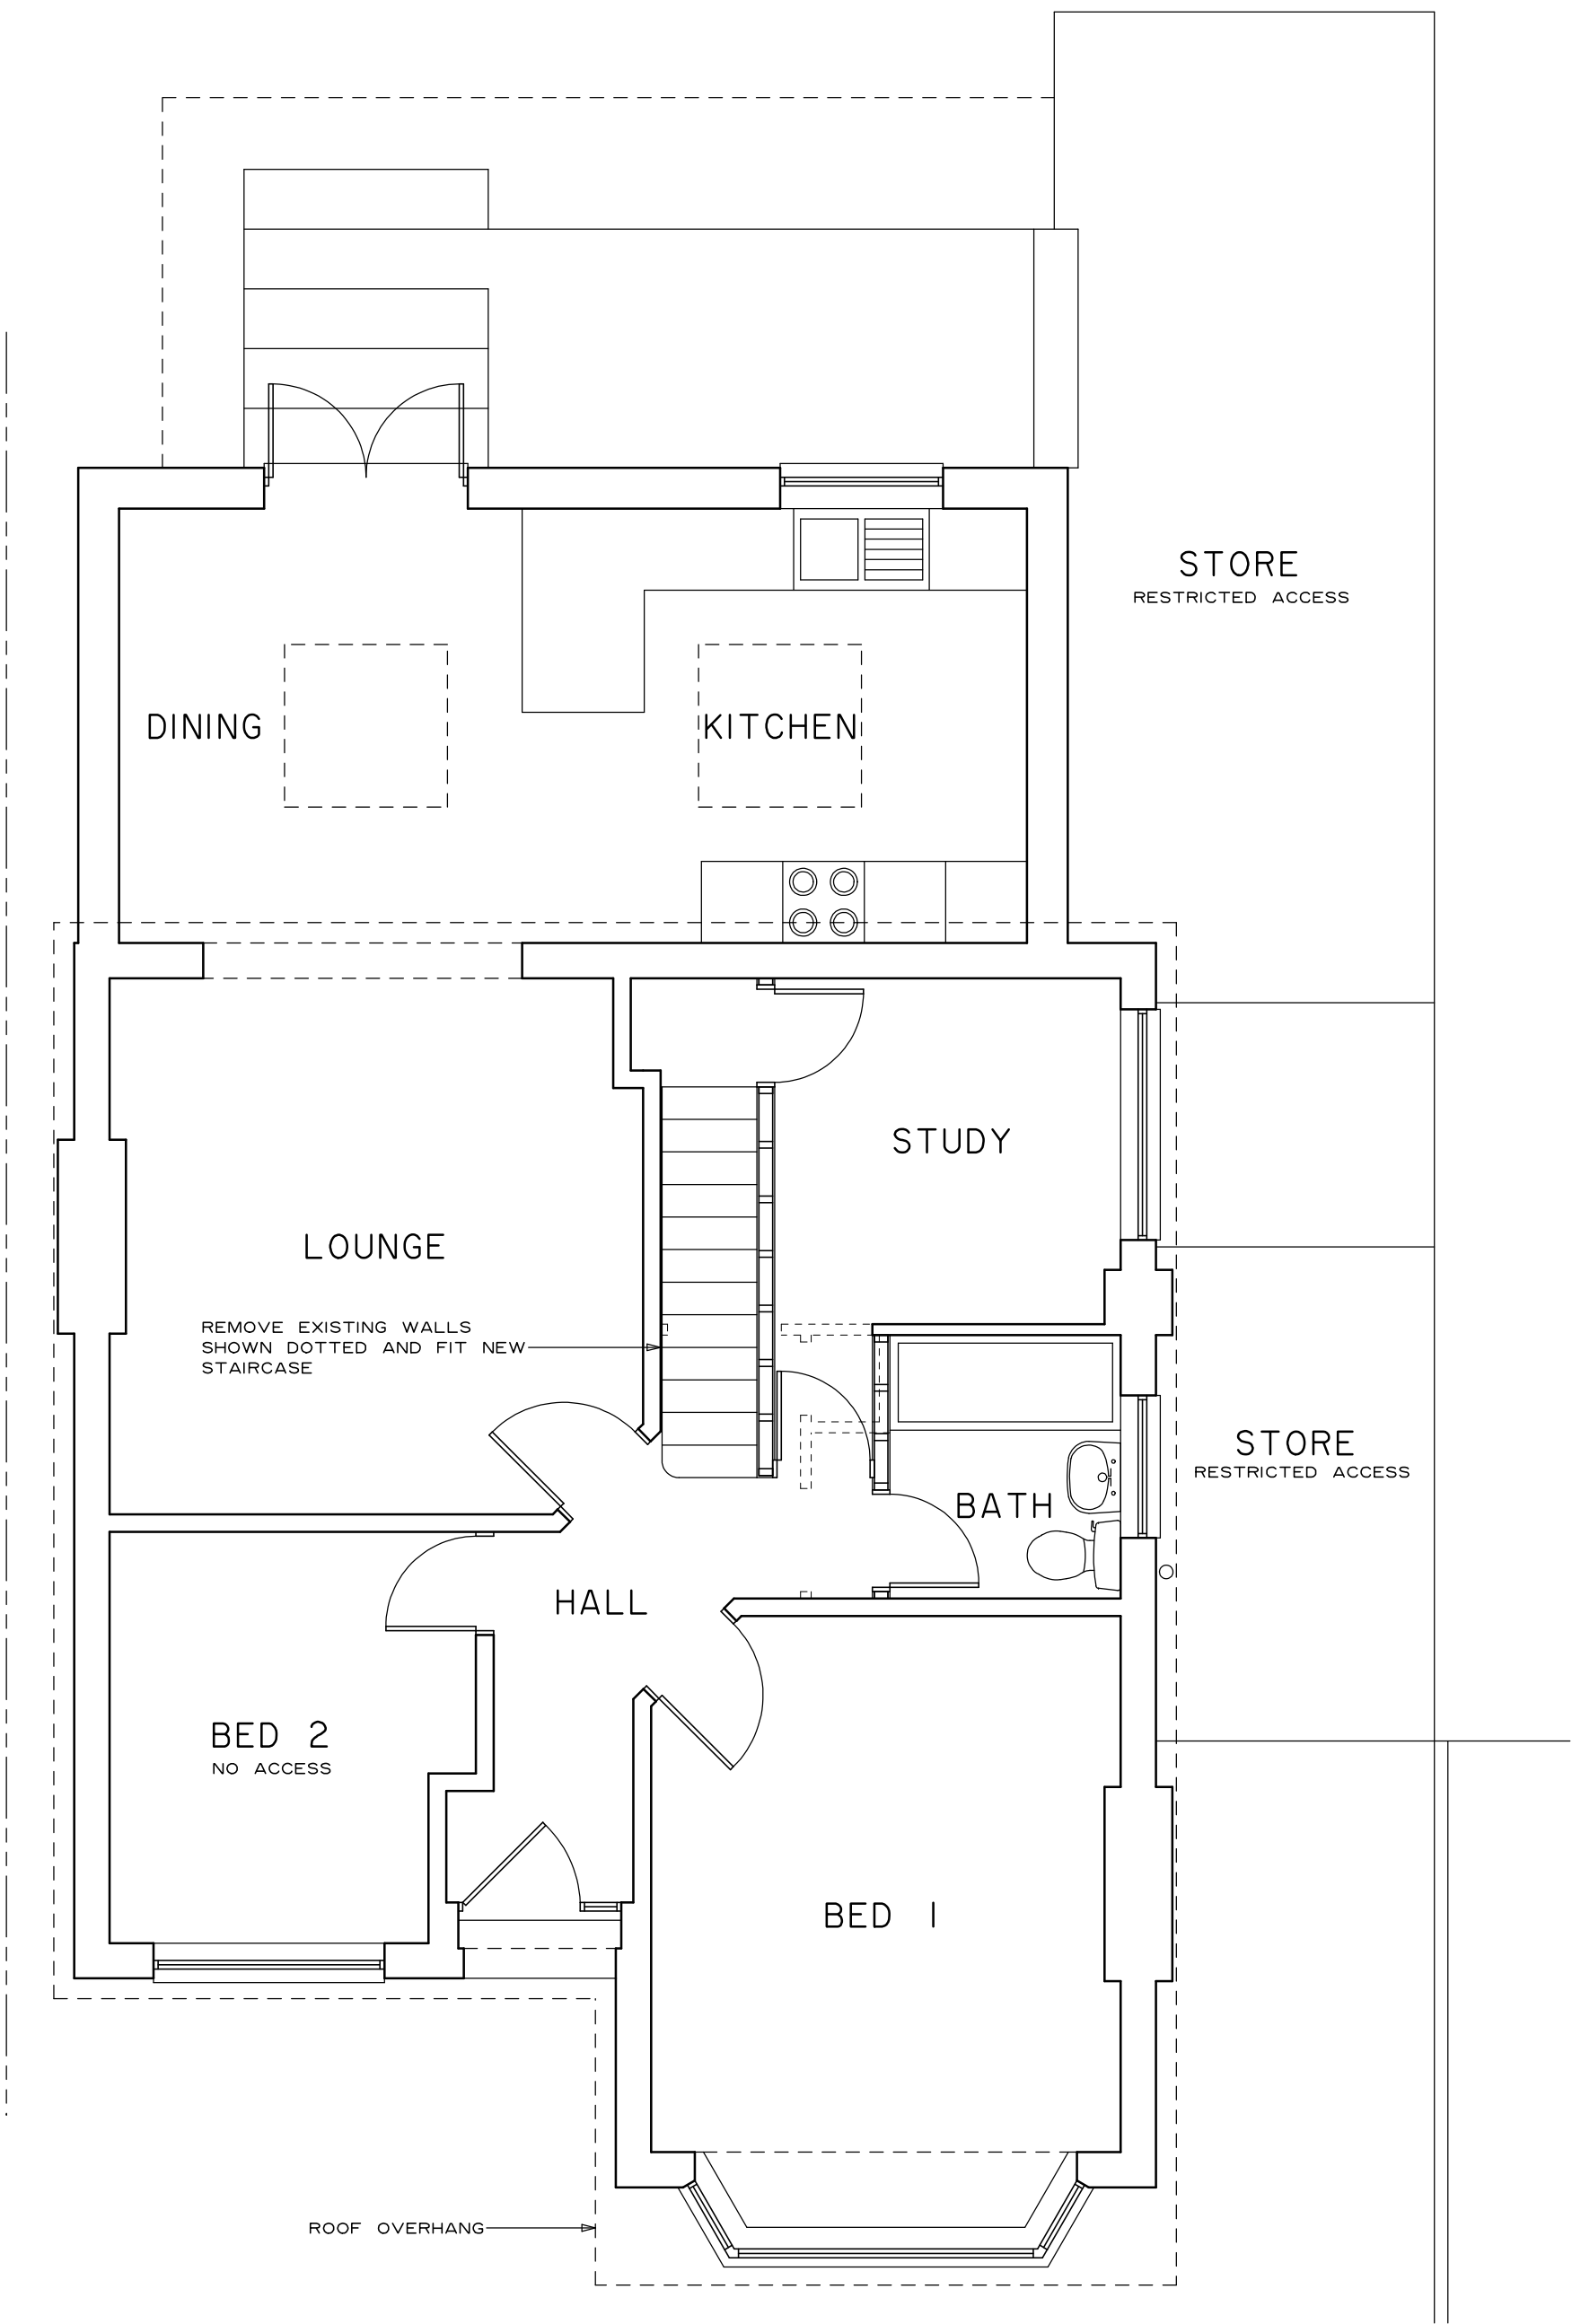 STORE
RESTRICTED ACCESS
DINING
KITCHEN
STUDY
LOUNGE
REMOVE EXISTING WALLS
SHOWN DOTTED AND FIT NEW
STAIRCASE
STORE
RESTRICTED ACCESS
BATH
HALL
BED 2
NO ACCESS
BED 1
ROOF OVERHANG